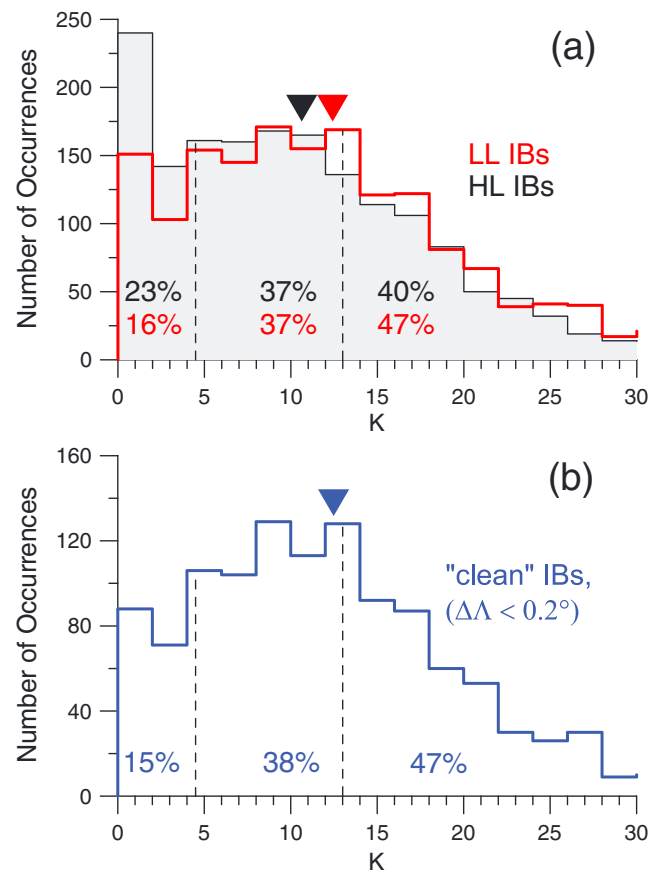 (a)
Number of Occurrences
250
200
150
100
50
0
LL IBs
HL IBs
23%
37%
40%
16%
37%
47%
0 5 10 15 20 25 30
K
(b)
Number of Occurrences
160
120
80
40
0
"clean" IBs,
(ΔΛ < 0.2°)
15%
38%
47%
0 5 10 15 20 25 30
K